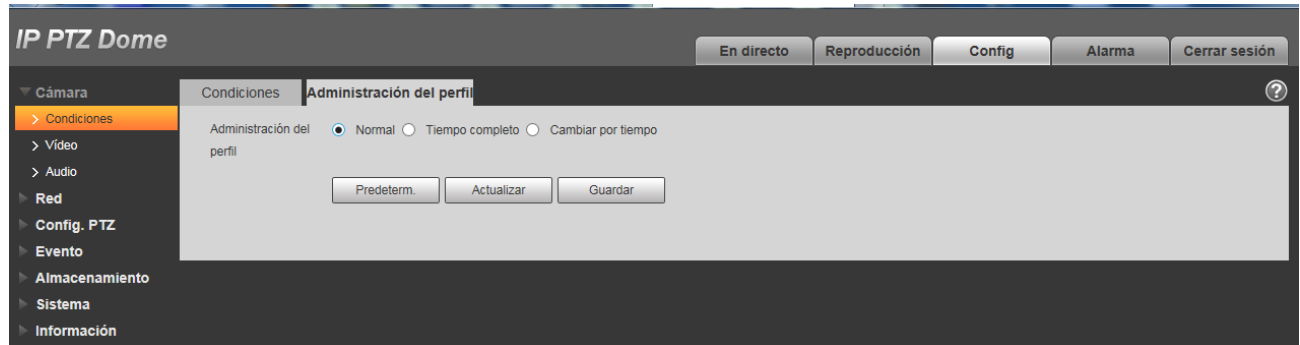 IP PTZ Dome
En directo Reproducción Config Alarma Cerrar sesión
Cámara
Condiciones
Vídeo
Audio
Red
Config. PTZ
Evento
Almacenamiento
Sistema
Información
Condiciones Administración del perfil
?
Administración del perfil
Normal Tiempo completo Cambiar por tiempo
Predeterm. Actualizar Guardar